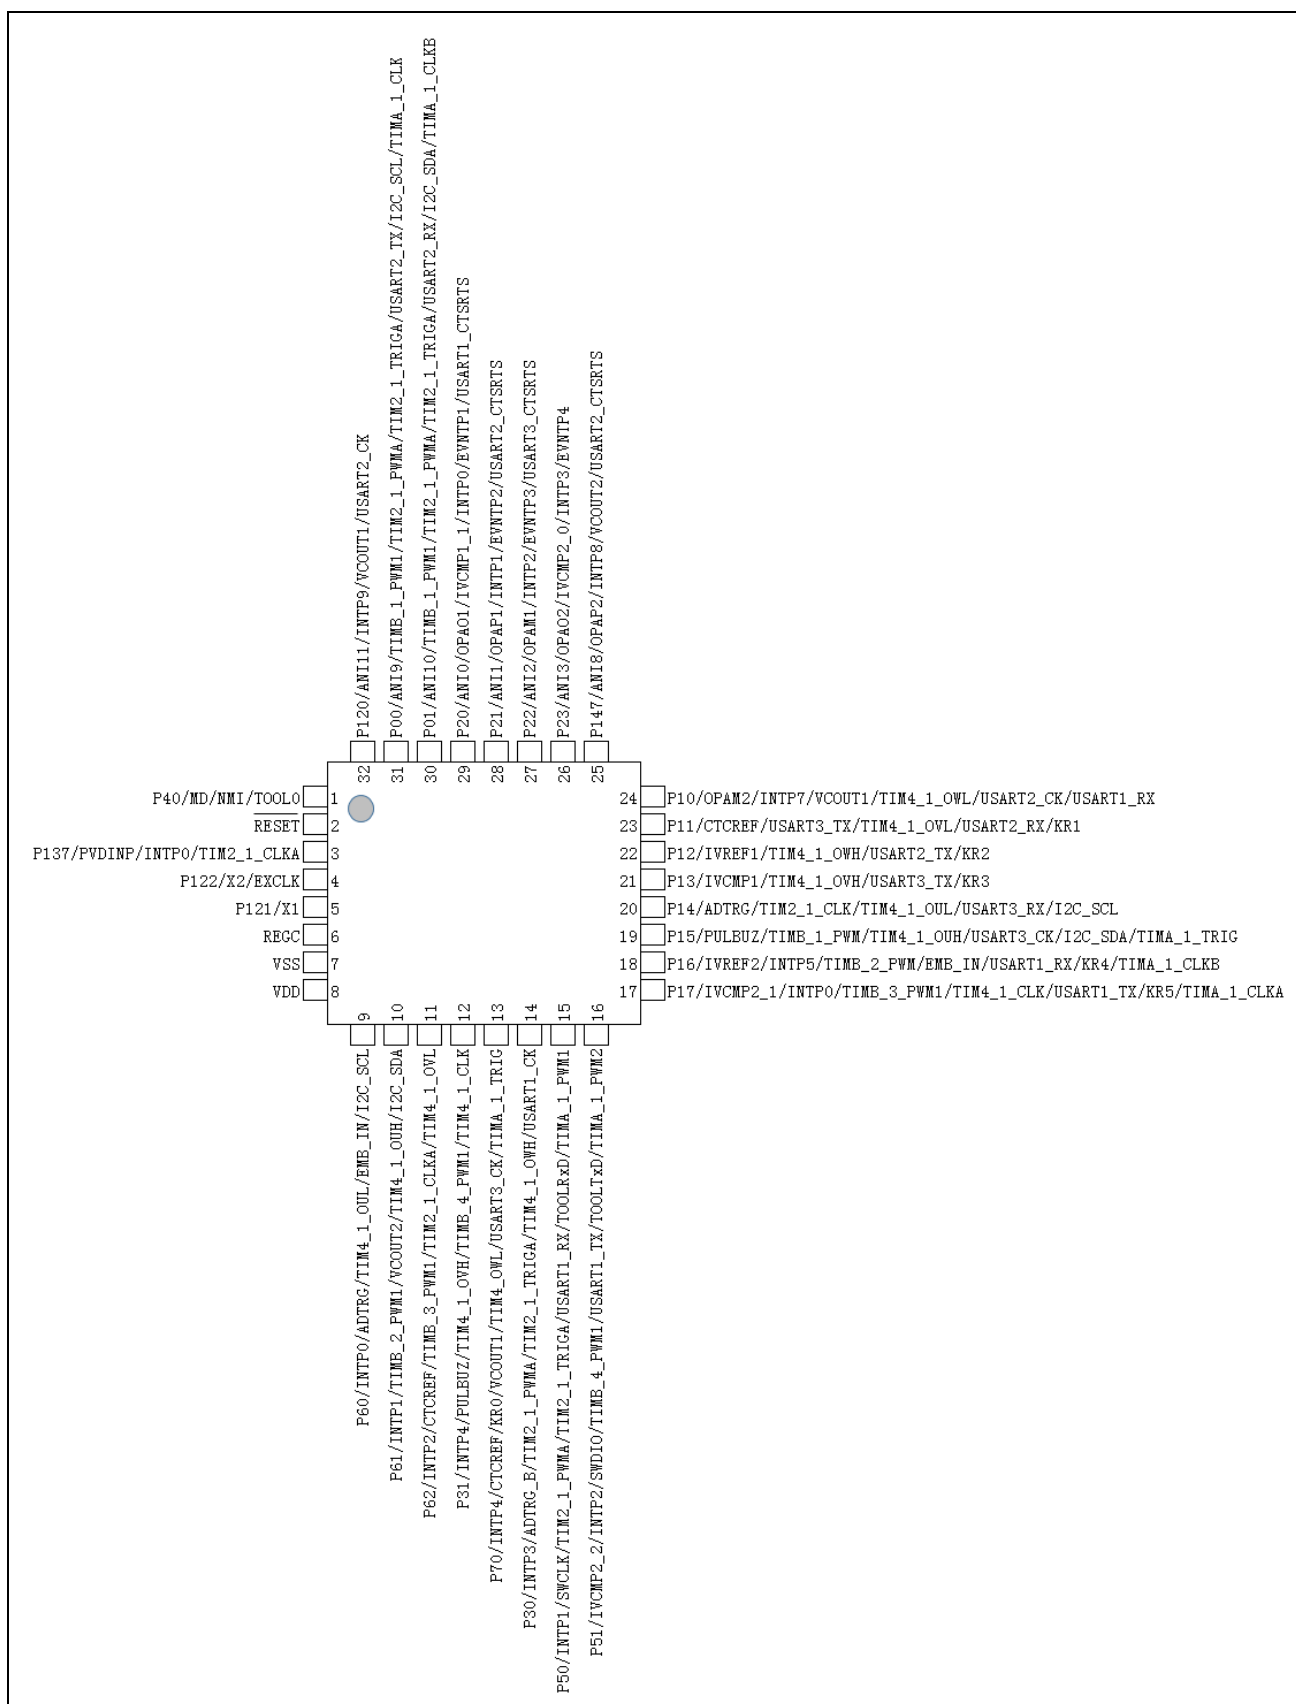 P120/ANI11/INTP9/VCOUT1/USART2_CK
P00/ANI9/TIMB_1_PWM1/TIM2_1_PWMA/TIM2_1_TRIGA/USART2_TX/I2C_SCL/TIMA_1_CLK
P01/ANI10/TIMB_1_PWM1/TIM2_1_PWMA/TIM2_1_TRIGA/USART2_RX/I2C_SDA/TIMA_1_CLKB
P20/ANI0/OPAO1/IVCMP1_1/INTP0/EVNTP1/USART1_CTSRTS
P21/ANI1/OPAP1/INTP1/EVNTP2/USART2_CTSRTS
P22/ANI2/OPAM1/INTP2/EVNTP3/USART3_CTSRTS
P23/ANI3/OPAO2/IVCMP2_0/INTP3/EVNTP4
P147/ANI8/OPAP2/INTP8/VCOUT2/USART2_CTSRTS
32
31
30
29
28
27
26
25
P40/MD/NMI/TOOL0 1
RESET 2
P137/PVDINP/INTP0/TIM2_1_CLKA 3
P122/X2/EXCLK 4
P121/X1 5
REGC 6
VSS 7
VDD 8
24 P10/OPAM2/INTP7/VCOUT1/TIM4_1_OWL/USART2_CK/USART1_RX
23 P11/CTCREF/USART3_TX/TIM4_1_OVL/USART2_RX/KR1
22 P12/IVREF1/TIM4_1_OWH/USART2_TX/KR2
21 P13/IVCMP1/TIM4_1_OVH/USART3_TX/KR3
20 P14/ADTRG/TIM2_1_CLK/TIM4_1_OUL/USART3_RX/I2C_SCL
19 P15/PULBUZ/TIMB_1_PWM/TIM4_1_OUH/USART3_CK/I2C_SDA/TIMA_1_TRIG
18 P16/IVREF2/INTP5/TIMB_2_PWM/EMB_IN/USART1_RX/KR4/TIMA_1_CLKB
17 P17/IVCMP2_1/INTP0/TIMB_3_PWM1/TIM4_1_CLK/USART1_TX/KR5/TIMA_1_CLKA
9
10
11
12
13
14
15
16
P60/INTP0/ADTRG/TIM4_1_OUL/EMB_IN/I2C_SCL
P61/INTP1/TIMB_2_PWM1/VCOUT2/TIM4_1_OUH/I2C_SDA
P62/INTP2/CTCREF/TIMB_3_PWM1/TIM2_1_CLKA/TIM4_1_OVL
P31/INTP4/PULBUZ/TIM4_1_OVH/TIMB_4_PWM1/TIM4_1_CLK
P70/INTP4/CTCREF/KR0/VCOUT1/TIM4_OWL/USART3_CK/TIMA_1_TRIG
P30/INTP3/ADTRG_B/TIM2_1_PWMA/TIM2_1_TRIGA/TIM4_1_OWH/USART1_CK
P50/INTP1/SWCLK/TIM2_1_PWMA/TIM2_1_TRIGA/USART1_RX/TOOLRxD/TIMA_1_PWM1
P51/IVCMP2_2/INTP2/SWDIO/TIMB_4_PWM1/USART1_TX/TOOLTxD/TIMA_1_PWM2